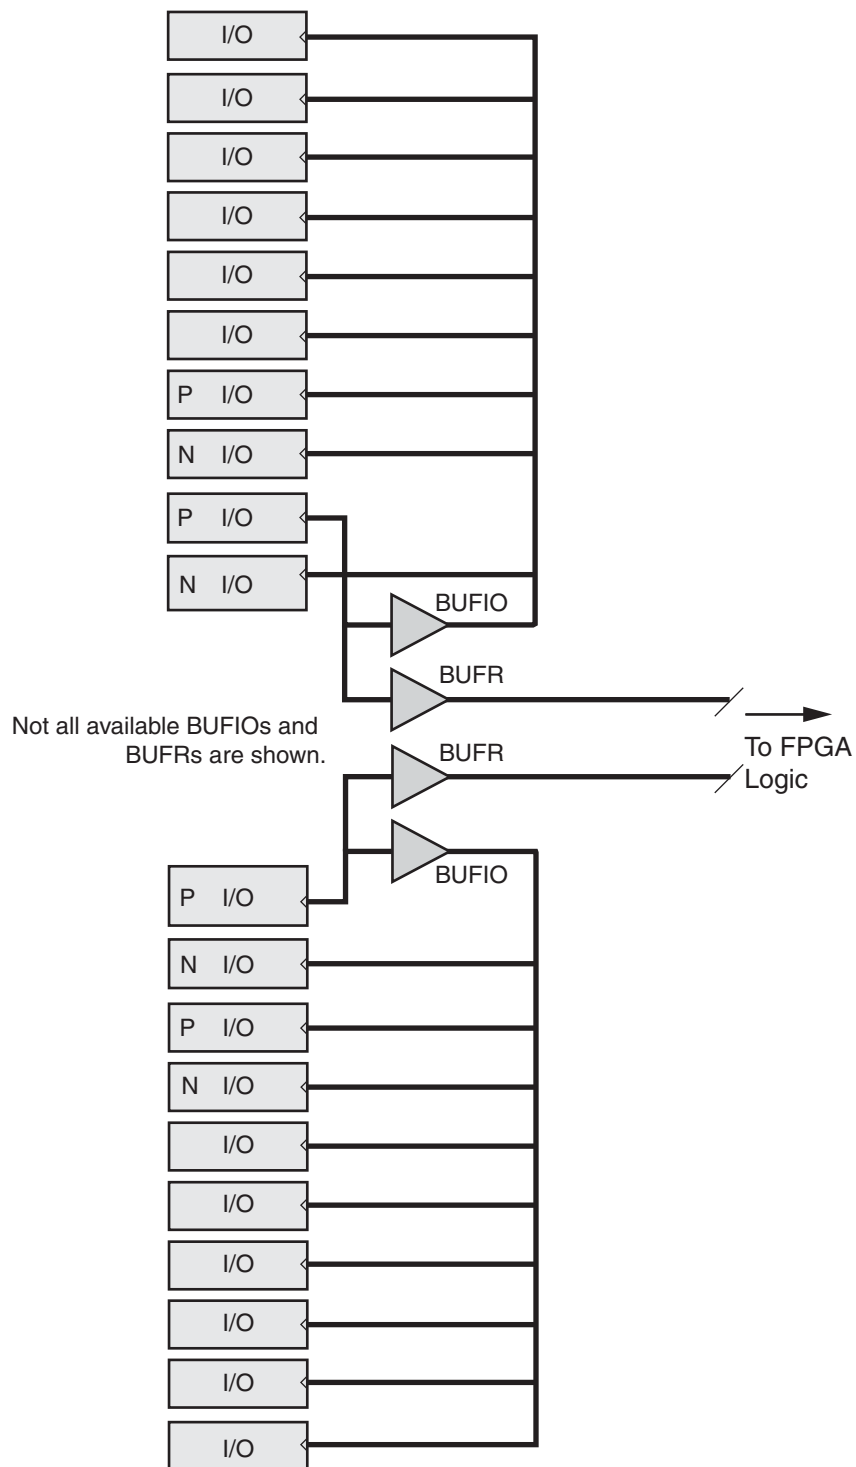 I/O
I/O
I/O
I/O
I/O
I/O
P I/O
N I/O
P I/O
N I/O
BUFIO
BUFR
Not all available BUFIOs and
BUFRs are shown.
BUFR
To FPGA
Logic
BUFIO
P I/O
N I/O
P I/O
N I/O
I/O
I/O
I/O
I/O
I/O
I/O